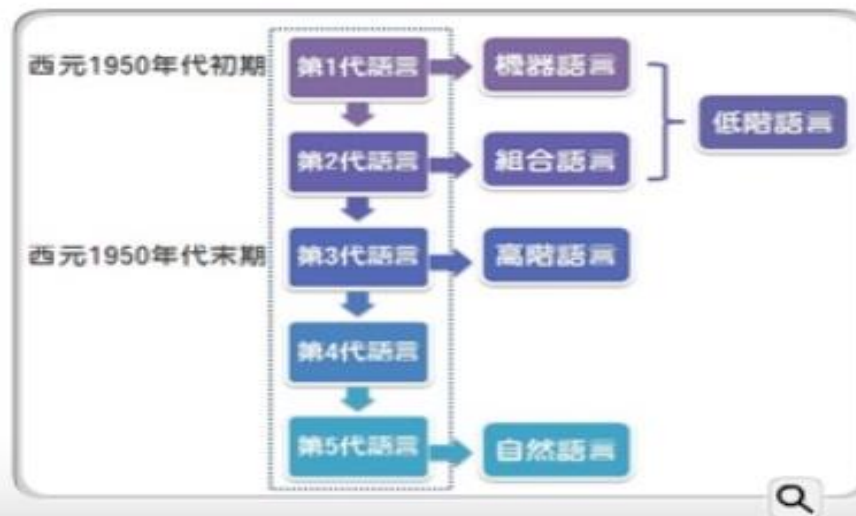 西元1950年代初期 第1代語言 機器語言
低階語言
第2代語言 組合語言
西元1950年代末期 第3代語言 高階語言
第4代語言
第5代語言 自然語言